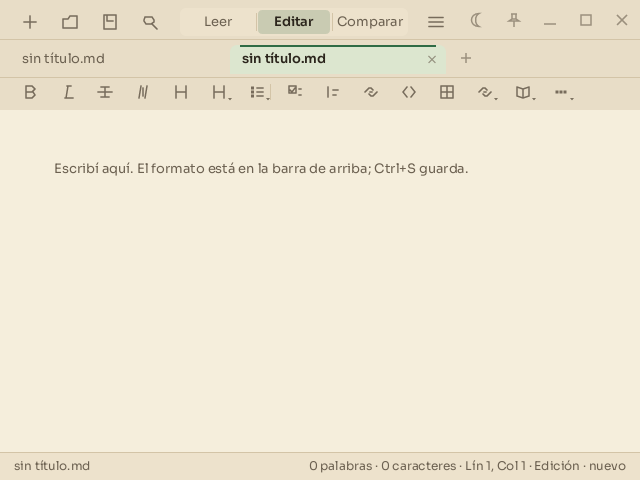 Leer Editar Comparar
sin título.md sin título.md
Escribí aquí. El formato está en la barra de arriba; Ctrl+S guarda.
sin título.md 0 palabras · 0 caracteres · Lín 1, Col 1 · Edición · nuevo